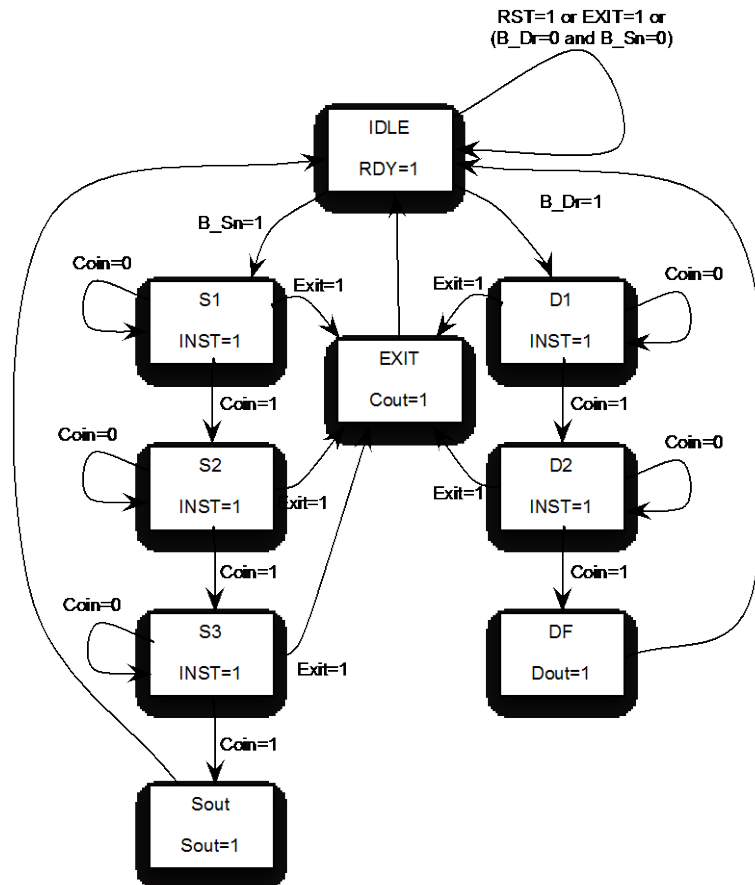 RST=1 or EXIT=1 or
(B_Dr=0 and B_Sn=0)
IDLE
RDY=1
B_Sn=1
B_Dr=1
Coin=0
S1
INST=1
Exit=1
Exit=1
D1
INST=1
Coin=0
EXIT
Cout=1
Coin=1
Coin=1
Coin=0
S2
INST=1
Exit=1
Exit=1
D2
INST=1
Coin=0
Coin=1
Coin=1
Coin=0
S3
INST=1
Exit=1
DF
Dout=1
Coin=1
Sout
Sout=1